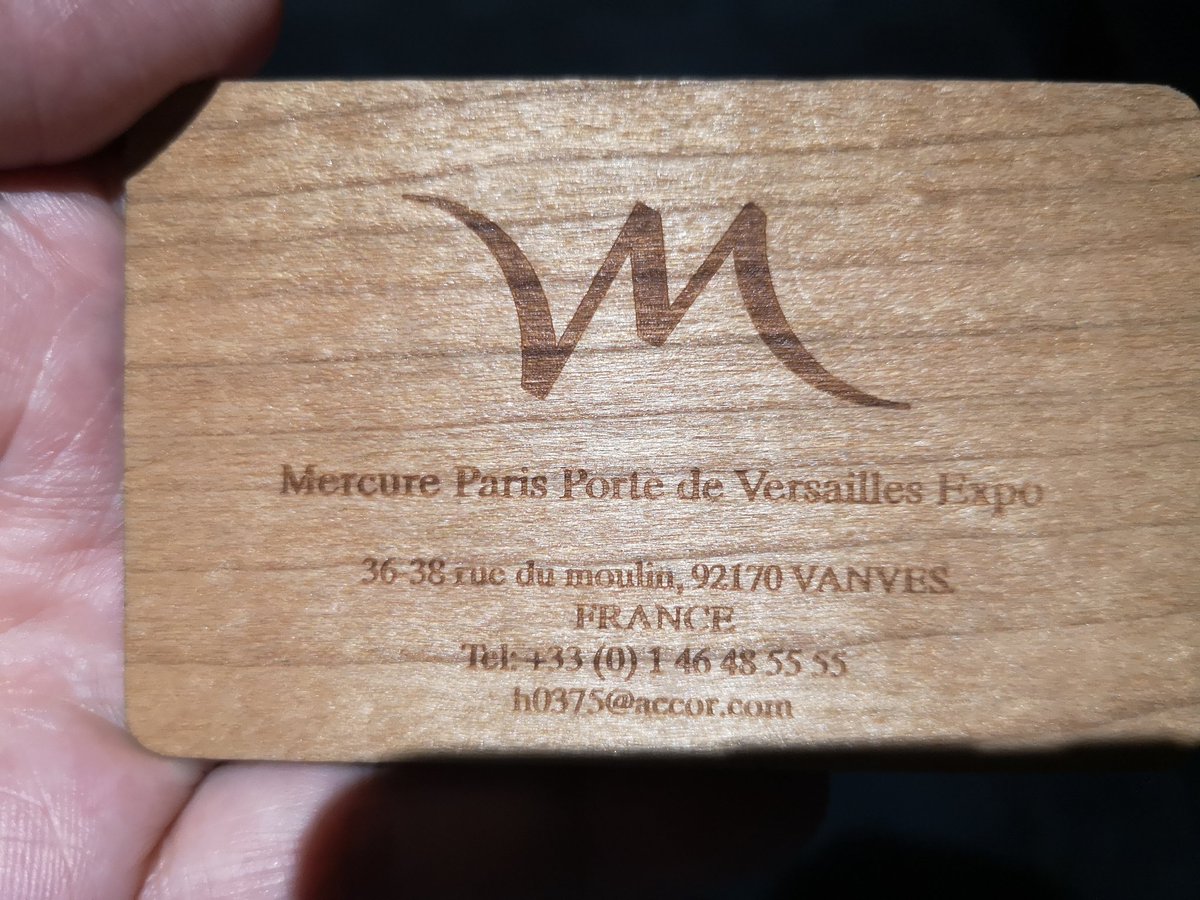 Mercure Paris Porte de Versailles Expo
36-38 rue du moulin, 92170 VANVES
FRANCE
Tel: +33 (0) 1 46 48 55 55
h0375@accor.com